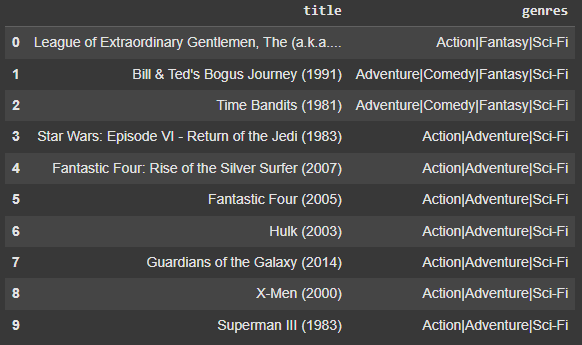 title genres
0 League of Extraordinary Gentlemen, The (a.k.a.... Action|Fantasy|Sci-Fi
1 Bill & Ted's Bogus Journey (1991) Adventure|Comedy|Fantasy|Sci-Fi
2 Time Bandits (1981) Adventure|Comedy|Fantasy|Sci-Fi
3 Star Wars: Episode VI - Return of the Jedi (1983) Action|Adventure|Sci-Fi
4 Fantastic Four: Rise of the Silver Surfer (2007) Action|Adventure|Sci-Fi
5 Fantastic Four (2005) Action|Adventure|Sci-Fi
6 Hulk (2003) Action|Adventure|Sci-Fi
7 Guardians of the Galaxy (2014) Action|Adventure|Sci-Fi
8 X-Men (2000) Action|Adventure|Sci-Fi
9 Superman III (1983) Action|Adventure|Sci-Fi